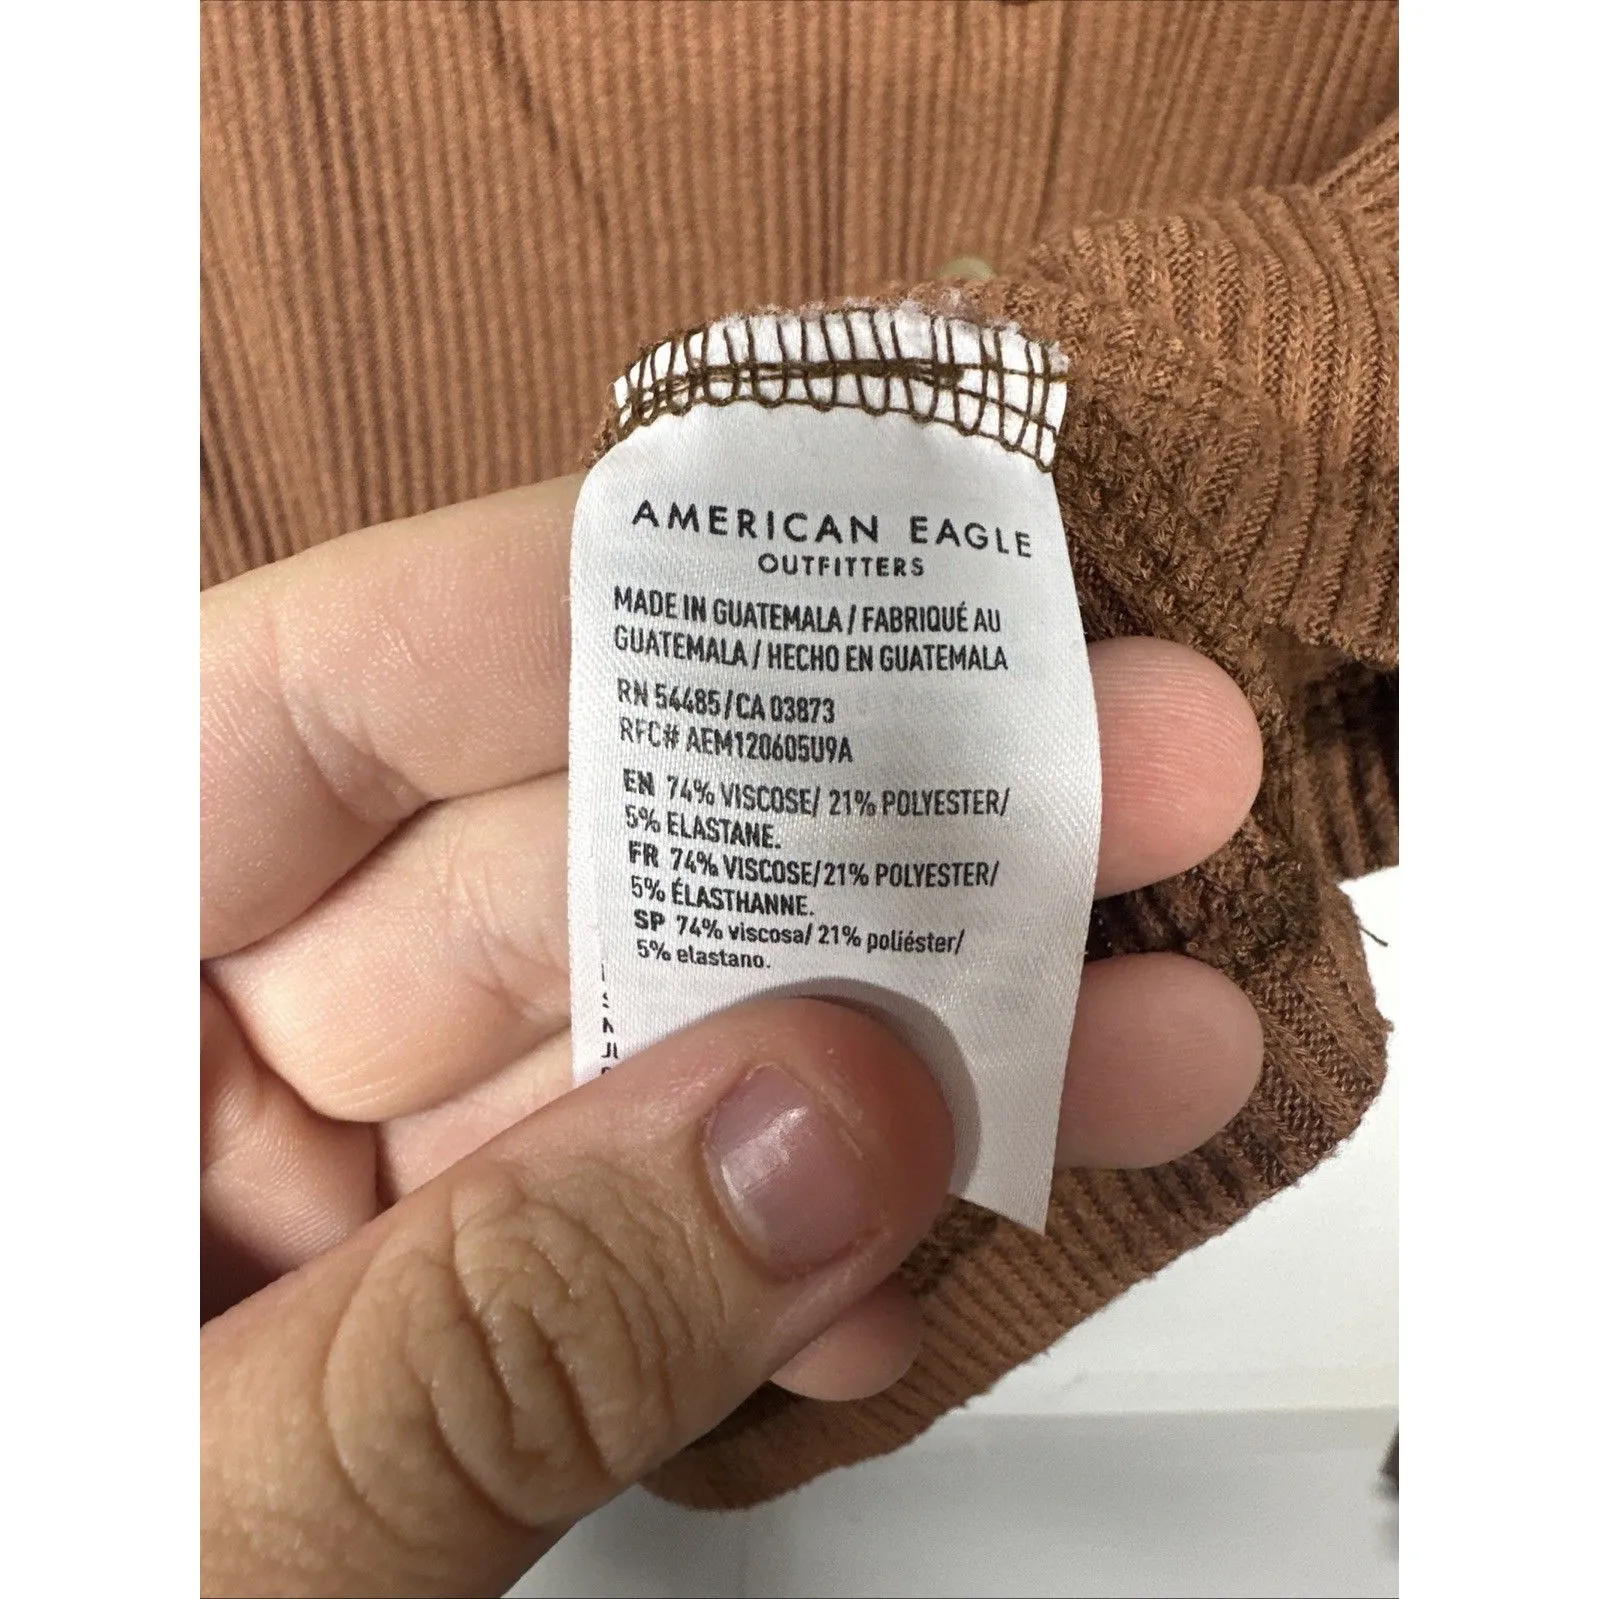 AMERICAN EAGLE
OUTFITTERS
MADE IN GUATEMALA / FABRIQUÉ AU
GUATEMALA / HECHO EN GUATEMALA
RN 54485/CA 03873
RFC# AEM120605U9A
EN 74% VISCOSE/ 21% POLYESTER/
5% ELASTANE.
FR 74% VISCOSE/21% POLYESTER/
5% ÉLASTHANNE.
SP 74% viscosa/ 21% poliéster/
5% elastano.